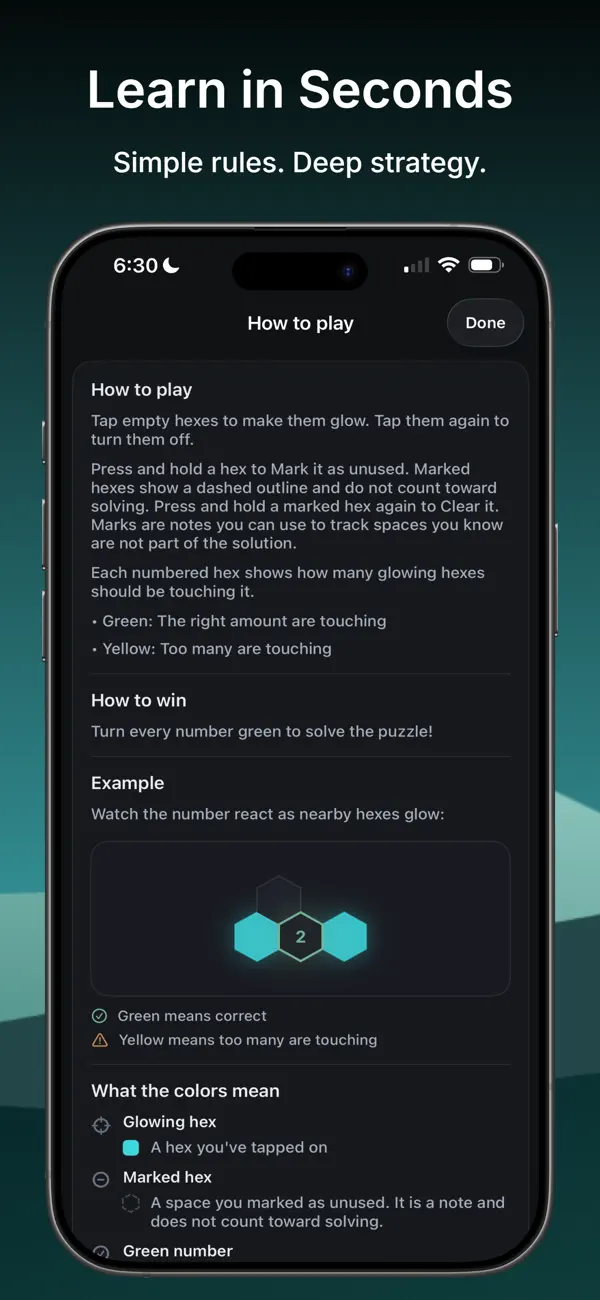 Learn in Seconds
Simple rules. Deep strategy.
6:30
How to play
Done
How to play
Tap empty hexes to make them glow. Tap them again to
turn them off.
Press and hold a hex to Mark it as unused. Marked
hexes show a dashed outline and do not count toward
solving. Press and hold a marked hex again to Clear it.
Marks are notes you can use to track spaces you know
are not part of the solution.
Each numbered hex shows how many glowing hexes
should be touching it.
• Green: The right amount are touching
• Yellow: Too many are touching
How to win
Turn every number green to solve the puzzle!
Example
Watch the number react as nearby hexes glow:
2
Green means correct
Yellow means too many are touching
What the colors mean
Glowing hex
A hex you've tapped on
Marked hex
A space you marked as unused. It is a note and
does not count toward solving.
Green number